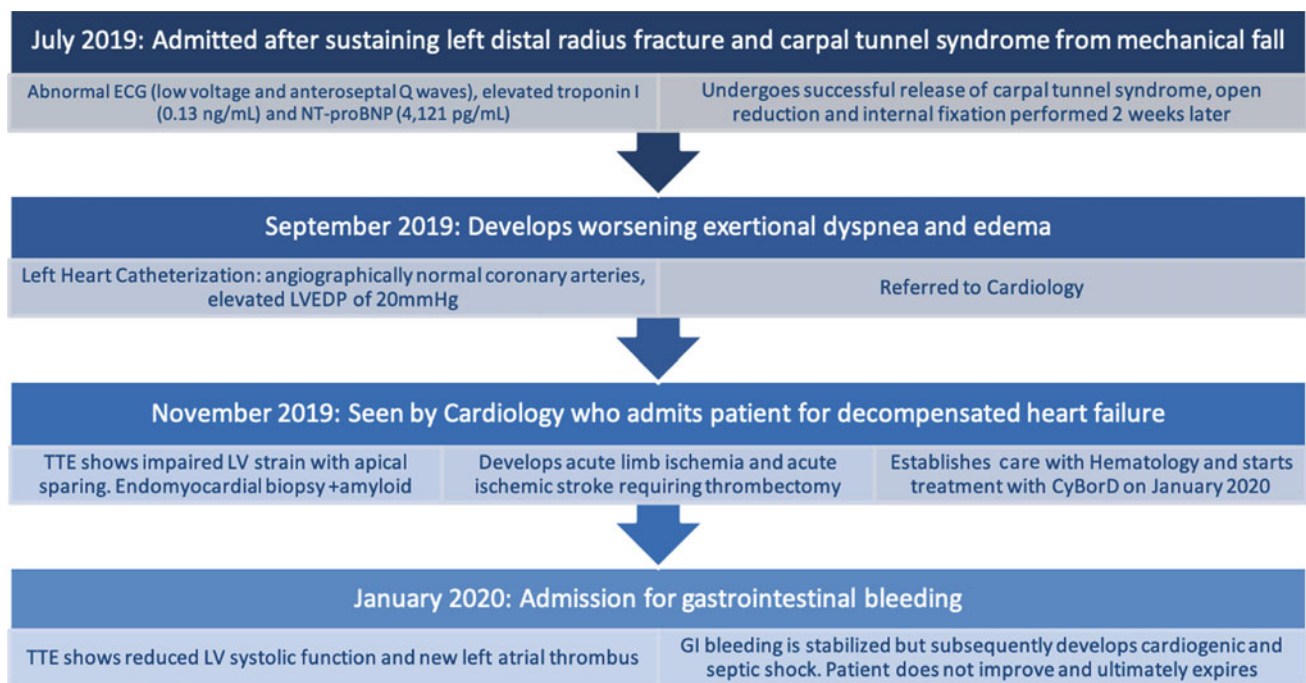 July 2019: Admitted after sustaining left distal radius fracture and carpal tunnel syndrome from mechanical fall
Abnormal ECG (low voltage and anteroseptal Q waves), elevated troponin I
(0.13 ng/mL) and NT-proBNP (4,121 pg/mL)
Undergoes successful release of carpal tunnel syndrome, open
reduction and internal fixation performed 2 weeks later
September 2019: Develops worsening exertional dyspnea and edema
Left Heart Catheterization: angiographically normal coronary arteries,
elevated LVEDP of 20mmHg
Referred to Cardiology
November 2019: Seen by Cardiology who admits patient for decompensated heart failure
TTE shows impaired LV strain with apical
sparing. Endomyocardial biopsy +amyloid
Develops acute limb ischemia and acute
ischemic stroke requiring thrombectomy
Establishes care with Hematology and starts
treatment with CyBorD on January 2020
January 2020: Admission for gastrointestinal bleeding
TTE shows reduced LV systolic function and new left atrial thrombus
GI bleeding is stabilized but subsequently develops cardiogenic and
septic shock. Patient does not improve and ultimately expires